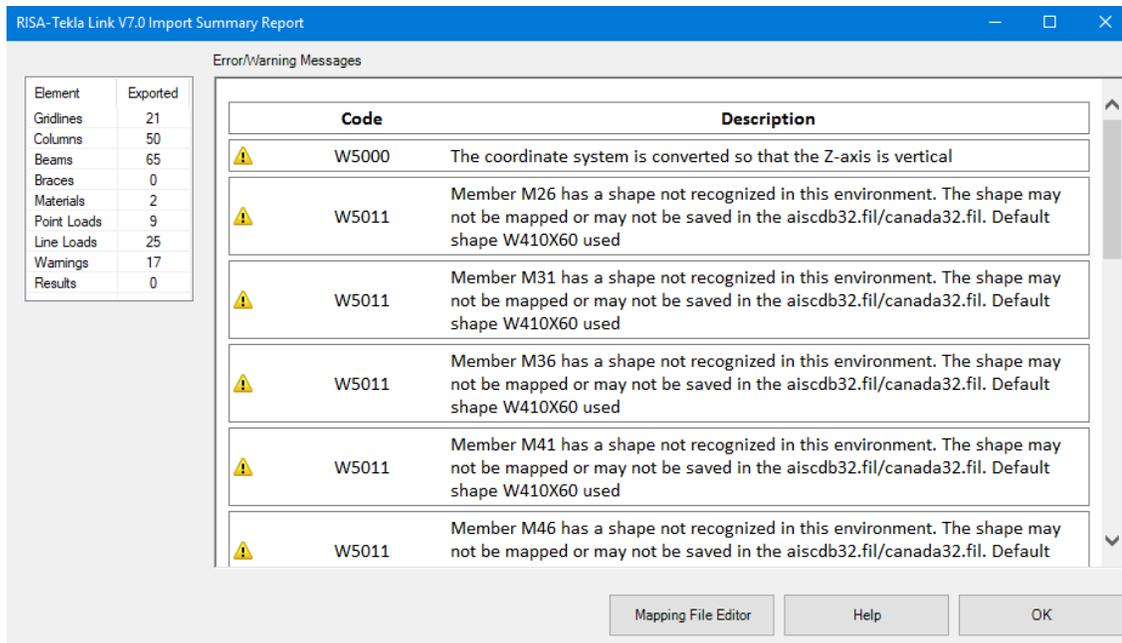 RISA-Tekla Link V7.0 Import Summary Report
Error/Warning Messages
Element Exported
Gridlines 21
Columns 50
Beams 65
Braces 0
Materials 2
Point Loads 9
Line Loads 25
Warnings 17
Results 0
Code Description
W5000 The coordinate system is converted so that the Z-axis is vertical
Member M26 has a shape not recognized in this environment. The shape may
W5011 not be mapped or may not be saved in the aiscdb32.fil/canada32.fil. Default
shape W410X60 used
Member M31 has a shape not recognized in this environment. The shape may
W5011 not be mapped or may not be saved in the aiscdb32.fil/canada32.fil. Default
shape W410X60 used
Member M36 has a shape not recognized in this environment. The shape may
W5011 not be mapped or may not be saved in the aiscdb32.fil/canada32.fil. Default
shape W410X60 used
Member M41 has a shape not recognized in this environment. The shape may
W5011 not be mapped or may not be saved in the aiscdb32.fil/canada32.fil. Default
shape W410X60 used
Member M46 has a shape not recognized in this environment. The shape may
W5011 not be mapped or may not be saved in the aiscdb32.fil/canada32.fil. Default
Mapping File Editor Help OK